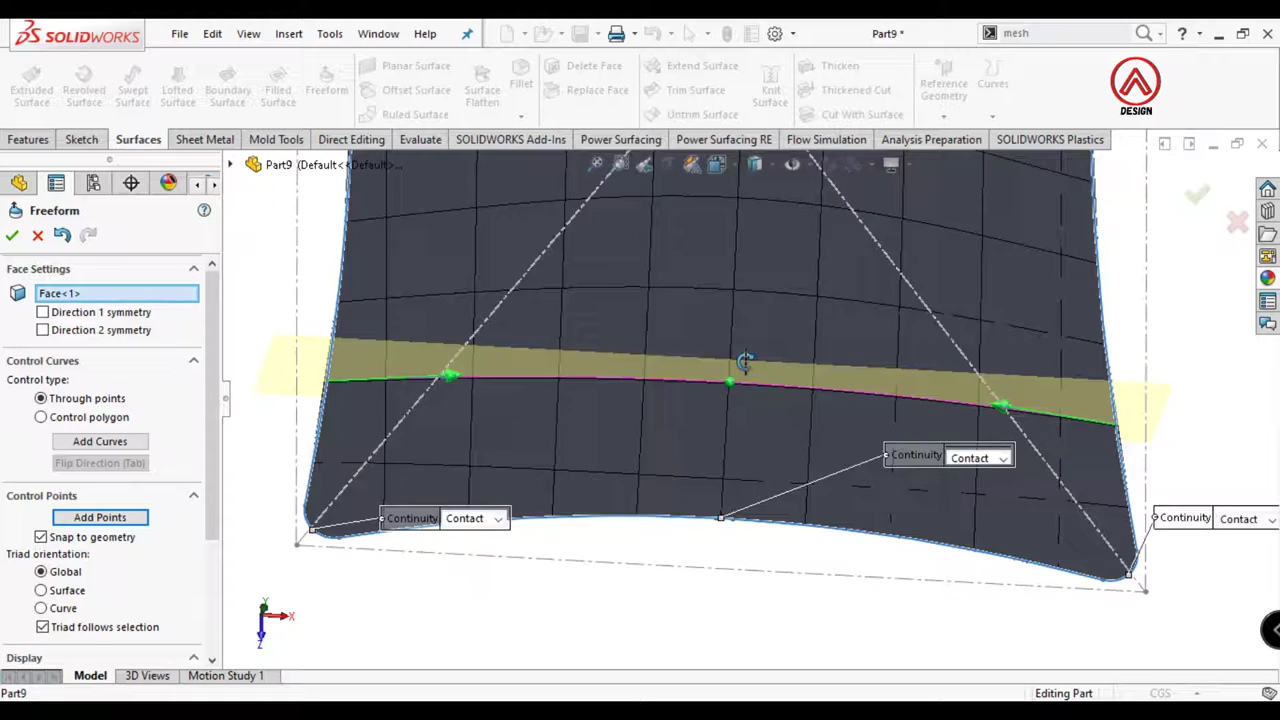 SOLIDWORKS
File
Edit
View
Insert
Tools
Window
Help
Part9 *
mesh
Extruded Surface
Revolved Surface
Swept Surface
Lofted Surface
Boundary Surface
Filled Surface
Freeform
Planar Surface
Offset Surface
Ruled Surface
Surface Flatten
Fillet
Delete Face
Replace Face
Extend Surface
Trim Surface
Untrim Surface
Knit Surface
Thicken
Thickened Cut
Cut With Surface
Reference Geometry
Curves
DESIGN
Features
Sketch
Surfaces
Sheet Metal
Mold Tools
Direct Editing
Evaluate
SOLIDWORKS Add-Ins
Power Surfacing
Power Surfacing RE
Flow Simulation
Analysis Preparation
SOLIDWORKS Plastics
Part9 (Default<<Default>...
Freeform
Face Settings
Face<1>
Direction 1 symmetry
Direction 2 symmetry
Control Curves
Control type:
Through points
Control polygon
Add Curves
Flip Direction (Tab)
Control Points
Add Points
Snap to geometry
Triad orientation:
Global
Surface
Curve
Triad follows selection
Display
Continuity Contact
Continuity Contact
Continuity Contact
Y
X
Z
Model
3D Views
Motion Study 1
Part9
Editing Part
CGS